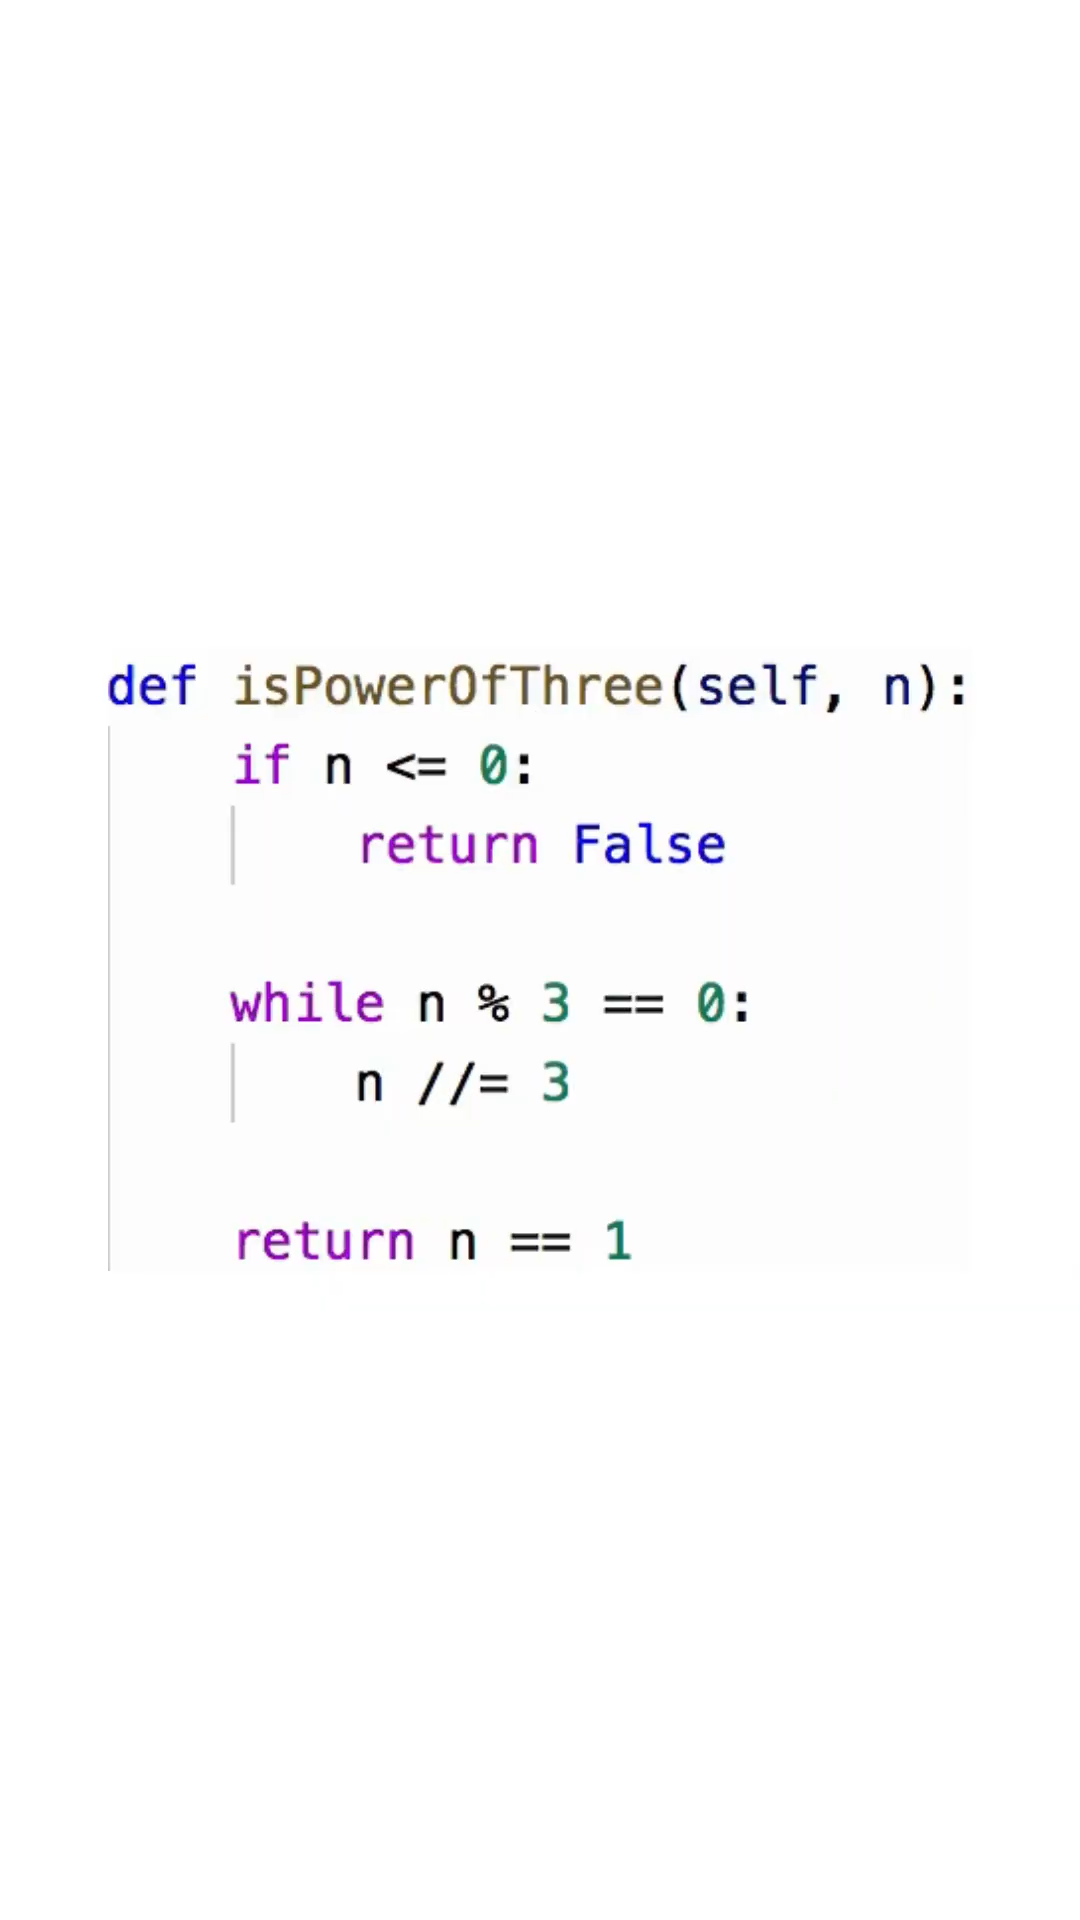 def isPowerOfThree(self, n):
    if n <= 0:
        return False

    while n % 3 == 0:
        n //= 3

    return n == 1